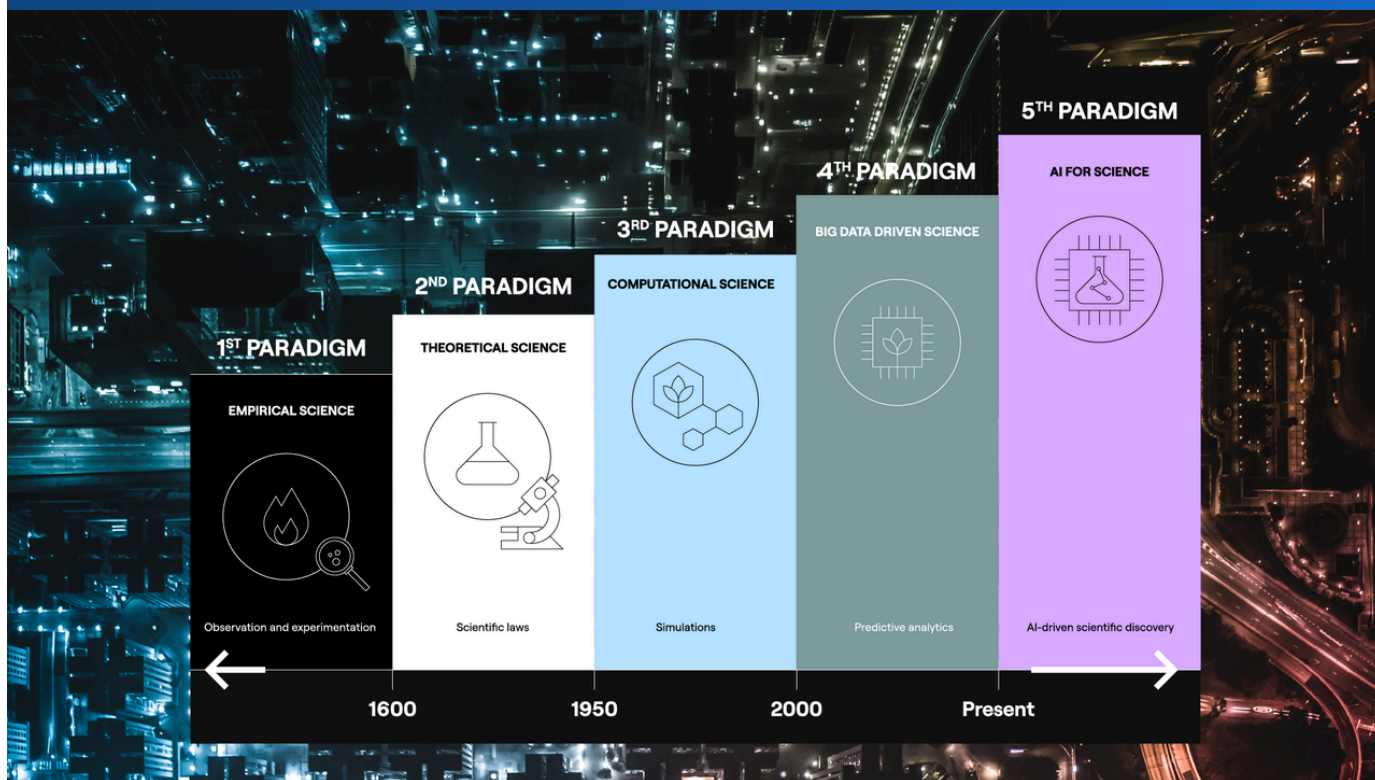 1ST PARADIGM
EMPIRICAL SCIENCE
Observation and experimentation
2ND PARADIGM
THEORETICAL SCIENCE
Scientific laws
3RD PARADIGM
COMPUTATIONAL SCIENCE
Simulations
4TH PARADIGM
BIG DATA DRIVEN SCIENCE
Predictive analytics
5TH PARADIGM
AI FOR SCIENCE
AI-driven scientific discovery
1600
1950
2000
Present